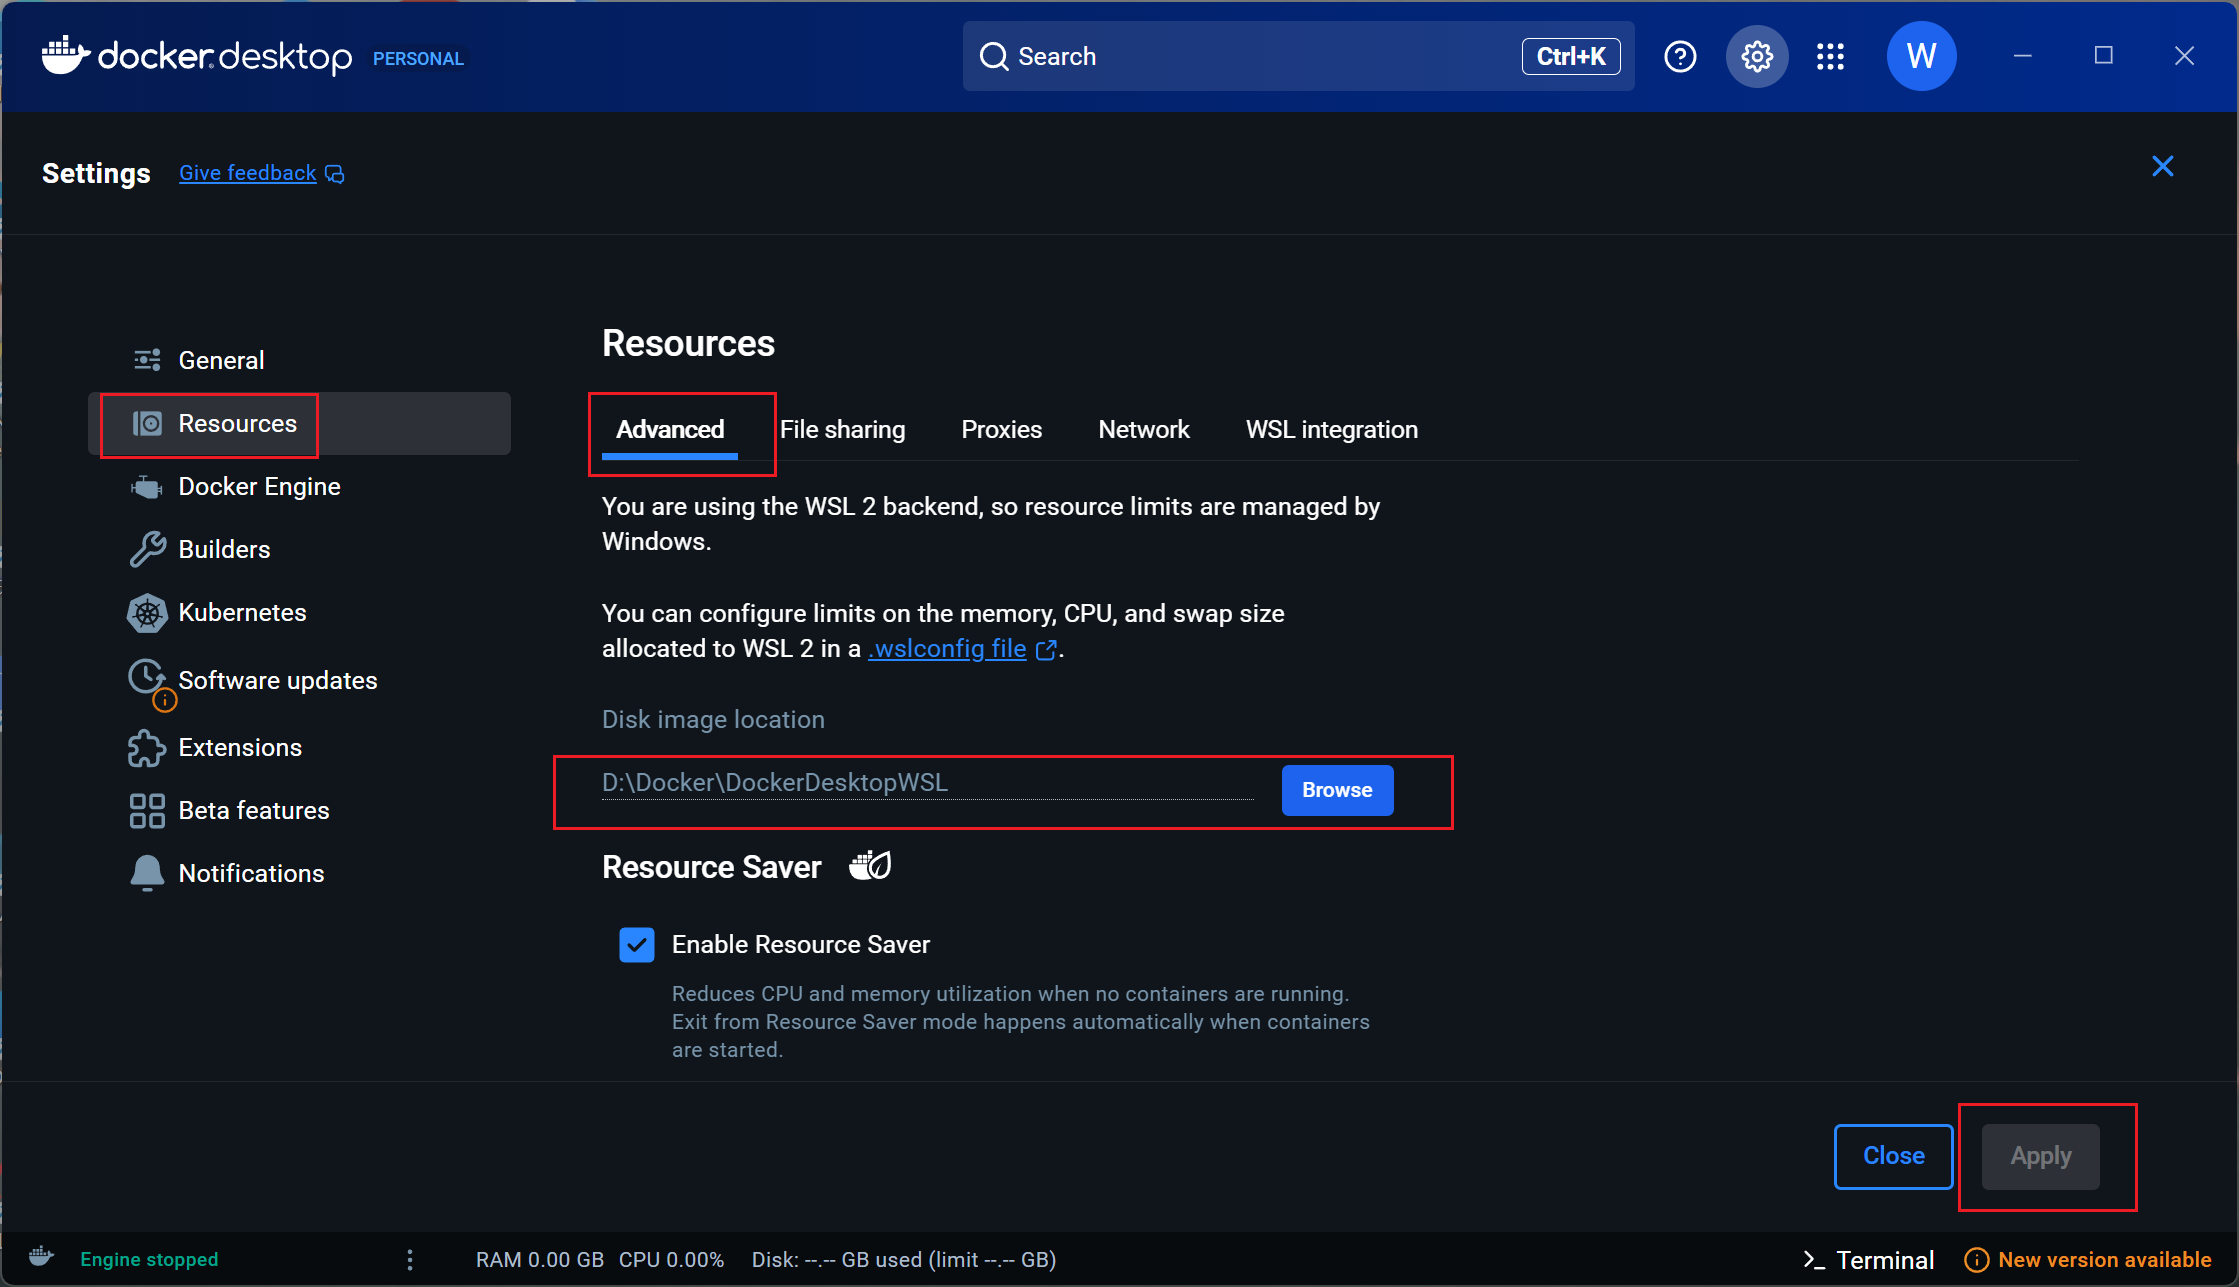 docker desktop PERSONAL
Search
Ctrl+K
W
Settings
Give feedback
General
Resources
Docker Engine
Builders
Kubernetes
Software updates
Extensions
Beta features
Notifications
Resources
Advanced
File sharing
Proxies
Network
WSL integration
You are using the WSL 2 backend, so resource limits are managed by
Windows.
You can configure limits on the memory, CPU, and swap size
allocated to WSL 2 in a .wslconfig file .
Disk image location
D:\Docker\DockerDesktopWSL
Browse
Resource Saver
Enable Resource Saver
Reduces CPU and memory utilization when no containers are running.
Exit from Resource Saver mode happens automatically when containers
are started.
Close
Apply
Engine stopped
RAM 0.00 GB CPU 0.00% Disk: --.-- GB used (limit --.-- GB)
Terminal
New version available